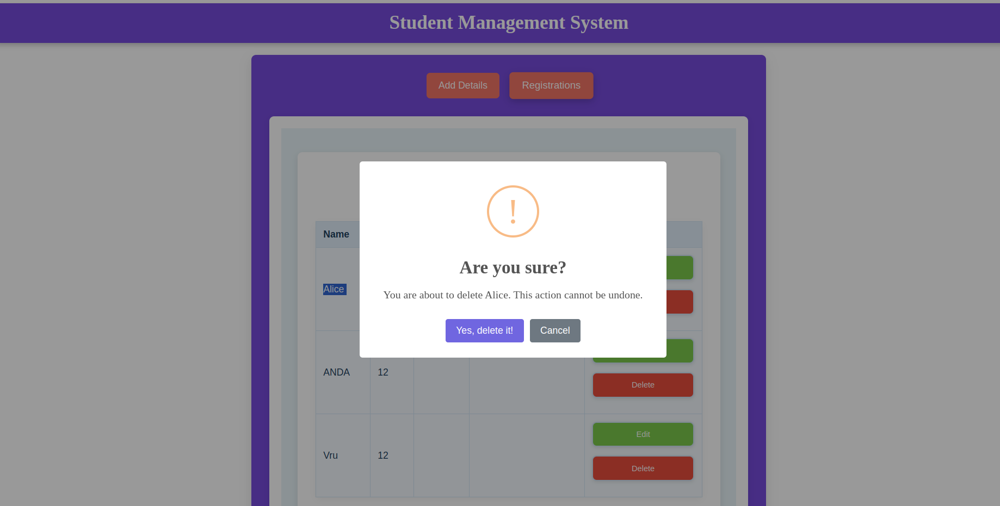 Student Management System
Add Details
Registrations
!
Are you sure?
You are about to delete Alice. This action cannot be undone.
Yes, delete it!
Cancel
Name
Alice
ANDA
12
Delete
Vru
12
Edit
Delete